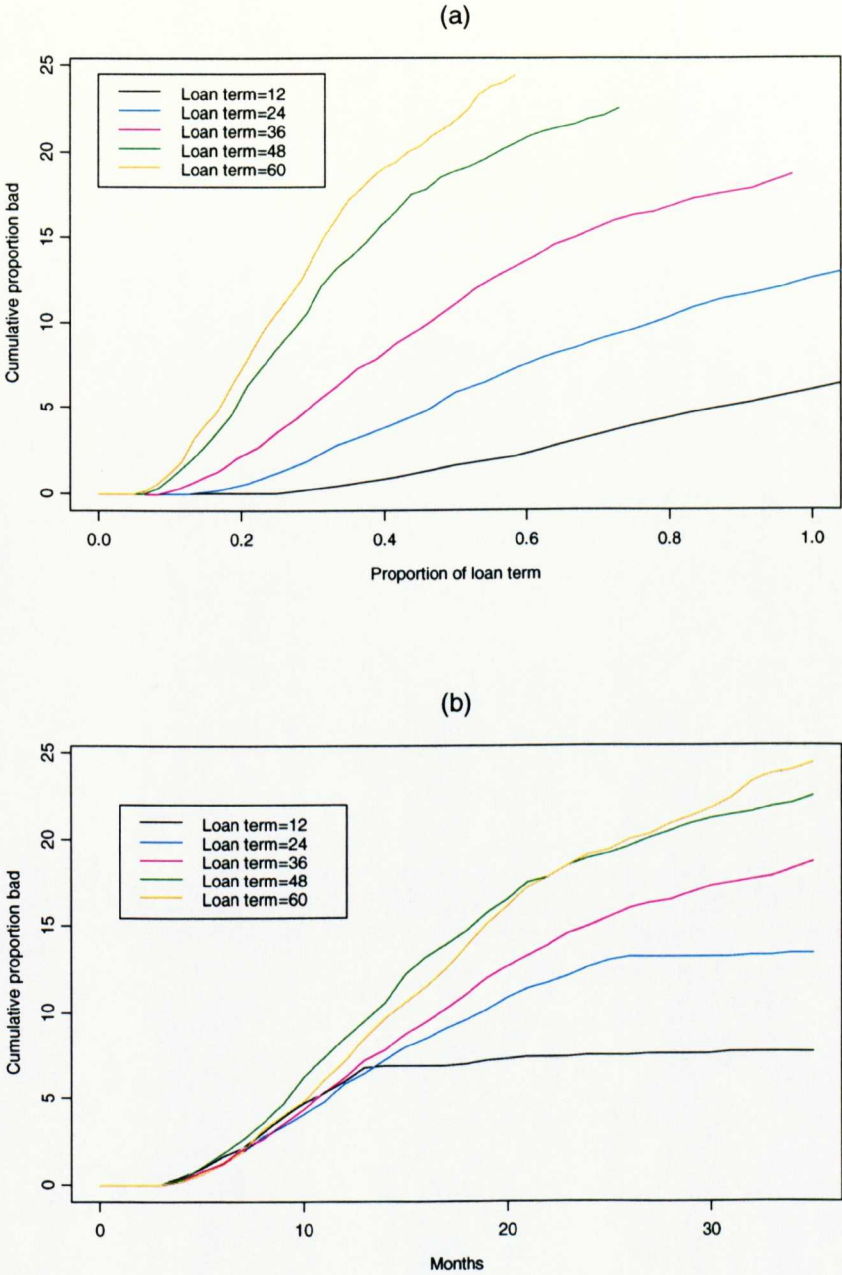 (a)
Cumulative proportion bad
25
20
15
10
5
0
Loan term=12
Loan term=24
Loan term=36
Loan term=48
Loan term=60
0.0 0.2 0.4 0.6 0.8 1.0
Proportion of loan term
(b)
Cumulative proportion bad
25
20
15
10
5
0
Loan term=12
Loan term=24
Loan term=36
Loan term=48
Loan term=60
0 10 20 30
Months